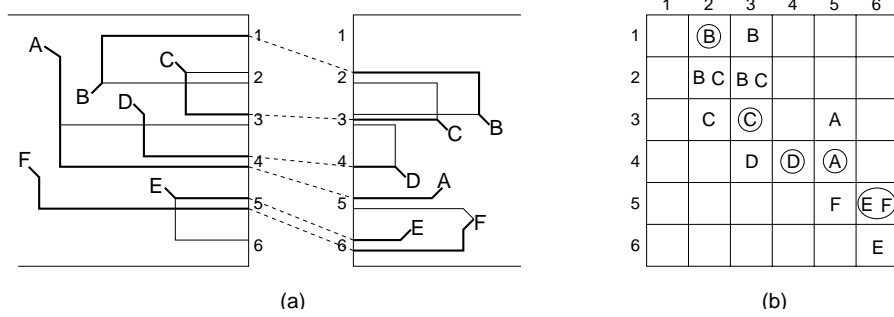 1 2 3 4 5 6
A 1 1 1 B B
C 2 2 2 B C B C
B D 3 3 C B 3 C C A
F 4 4 D A 4 D D A
E 5 5 F 5 F E F
6 6 E 6 E
(a) (b)